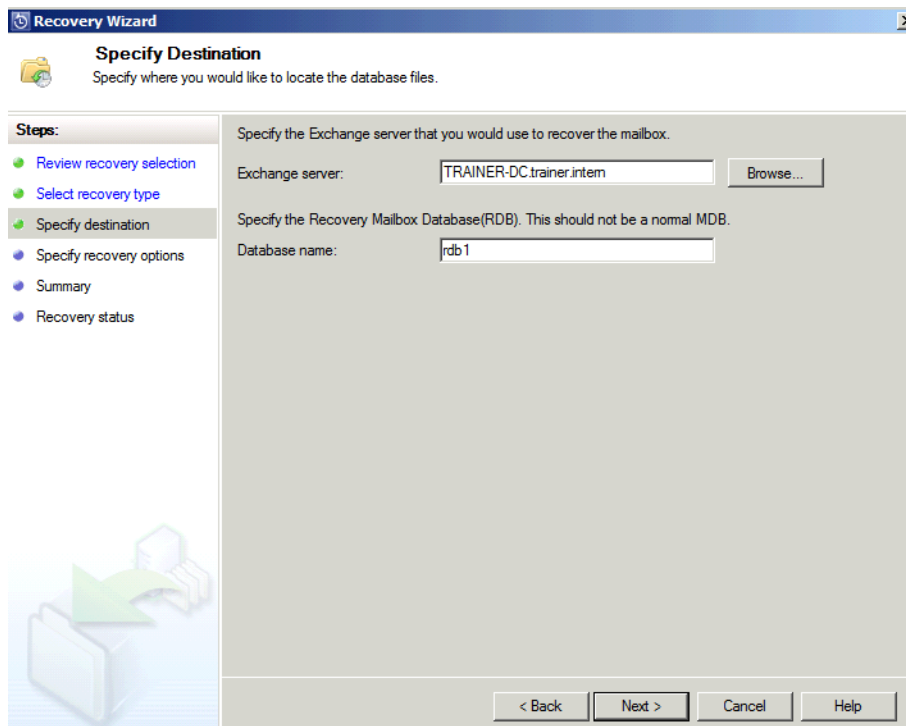 Recovery Wizard
Specify Destination
Specify where you would like to locate the database files.
Steps:
Review recovery selection
Select recovery type
Specify destination
Specify recovery options
Summary
Recovery status
Specify the Exchange server that you would use to recover the mailbox.
Exchange server: TRAINER-DC.trainer.intern Browse...
Specify the Recovery Mailbox Database(RDB). This should not be a normal MDB.
Database name: rdb1
< Back Next > Cancel Help